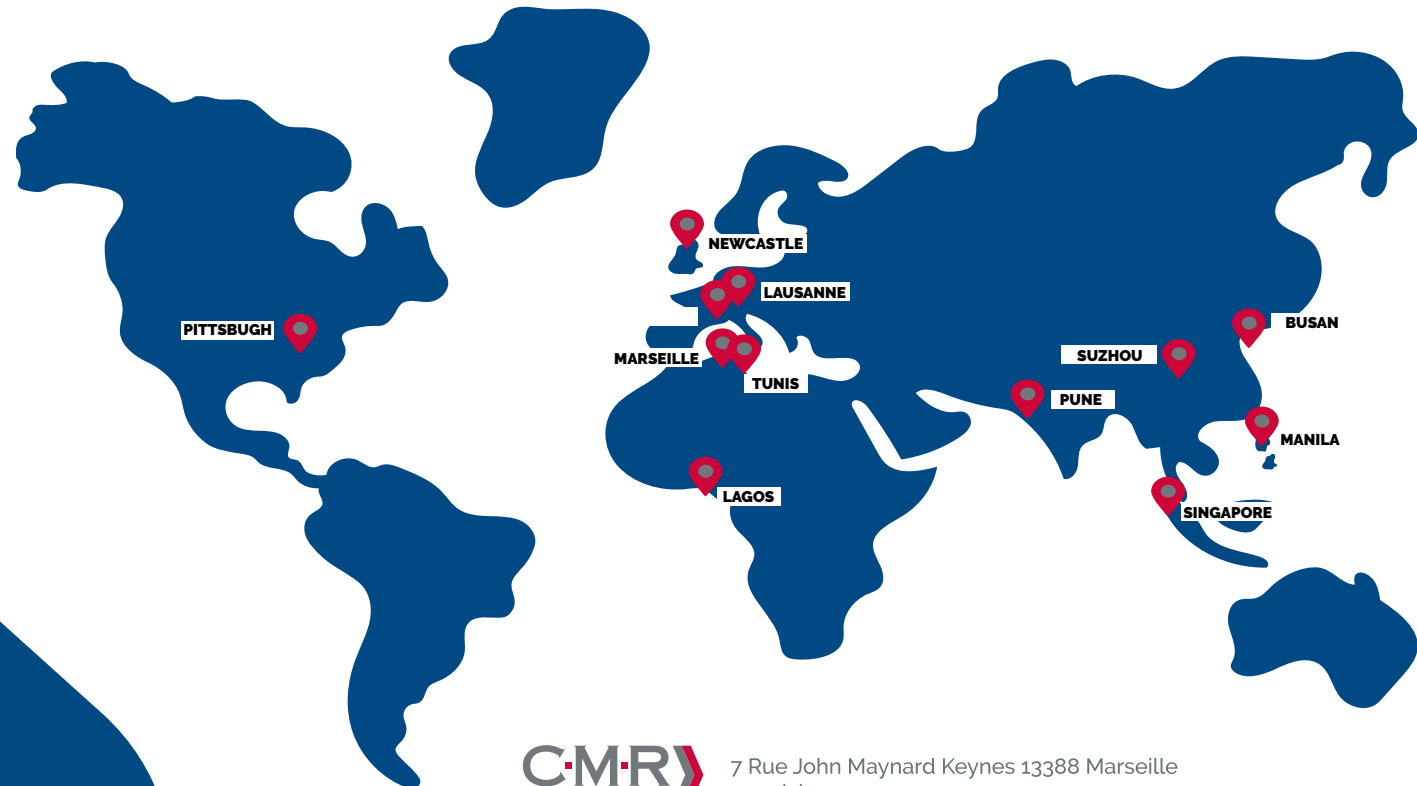 NEWCASTLE
LAUSANNE
PITTSBUGH
BUSAN
SUZHOU
MARSEILLE
TUNIS
PUNE
MANILA
LAGOS
SINGAPORE
C·M·R
7 Rue John Maynard Keynes 13388 Marseille